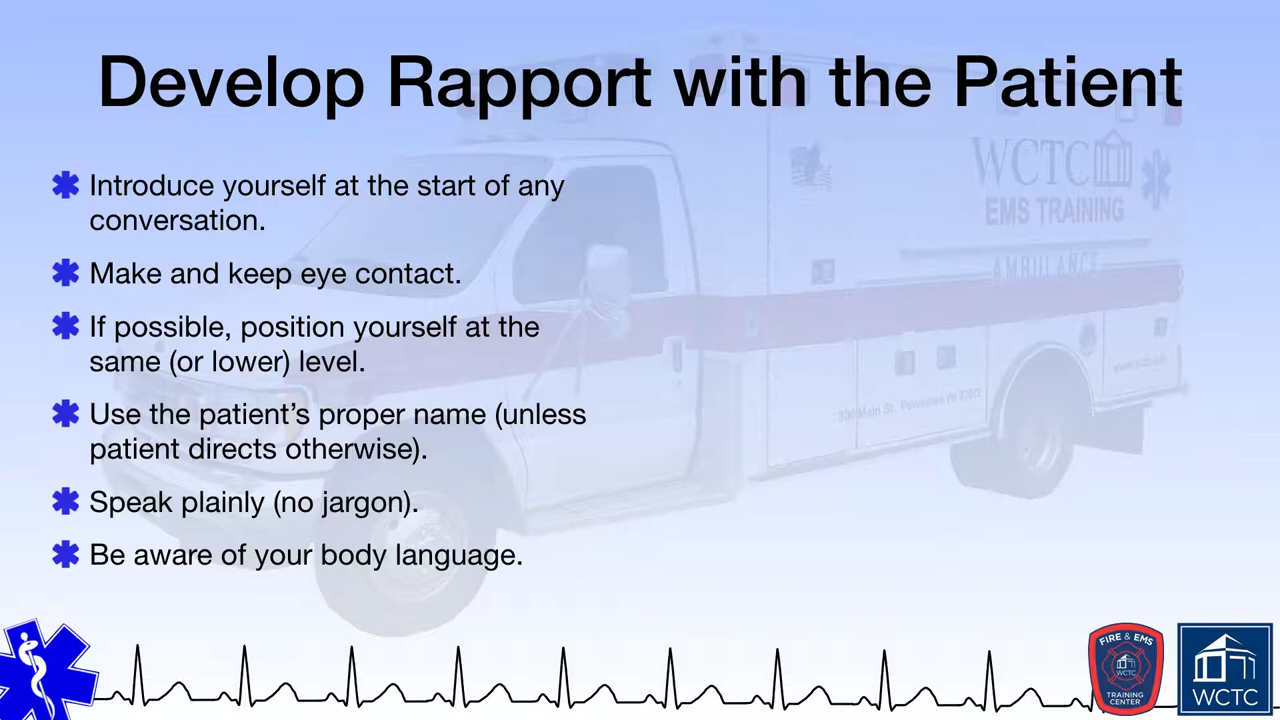 Develop Rapport with the Patient
Introduce yourself at the start of any
conversation.
Make and keep eye contact.
If possible, position yourself at the
same (or lower) level.
Use the patient’s proper name (unless
patient directs otherwise).
Speak plainly (no jargon).
Be aware of your body language.
WCTC
EMS TRAINING
AMBULANCE
FIRE & EMS
WCTC
TRAINING
CENTER
WCTC